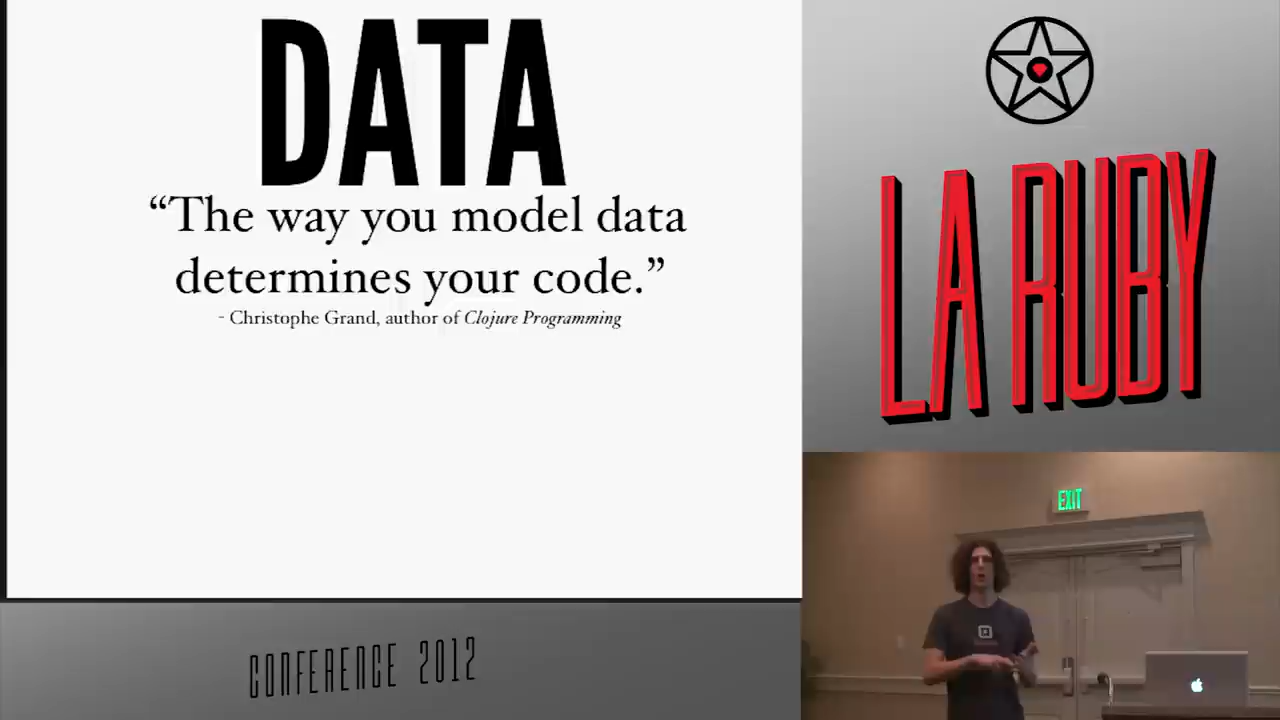 DATA
“The way you model data
determines your code.”
- Christophe Grand, author of Clojure Programming
LA RUBY
EXIT
CONFERENCE 2012